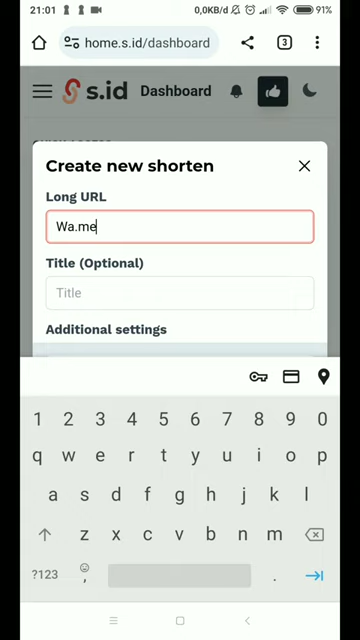 21:01 0,0KB/d 91%
home.s.id/dashboard 3
s.id Dashboard
Create new shorten
Long URL
Wa.me
Title (Optional)
Title
Additional settings
1 2 3 4 5 6 7 8 9 0
q w e r t y u i o p
a s d f g h j k l
z x c v b n m
?123 , .